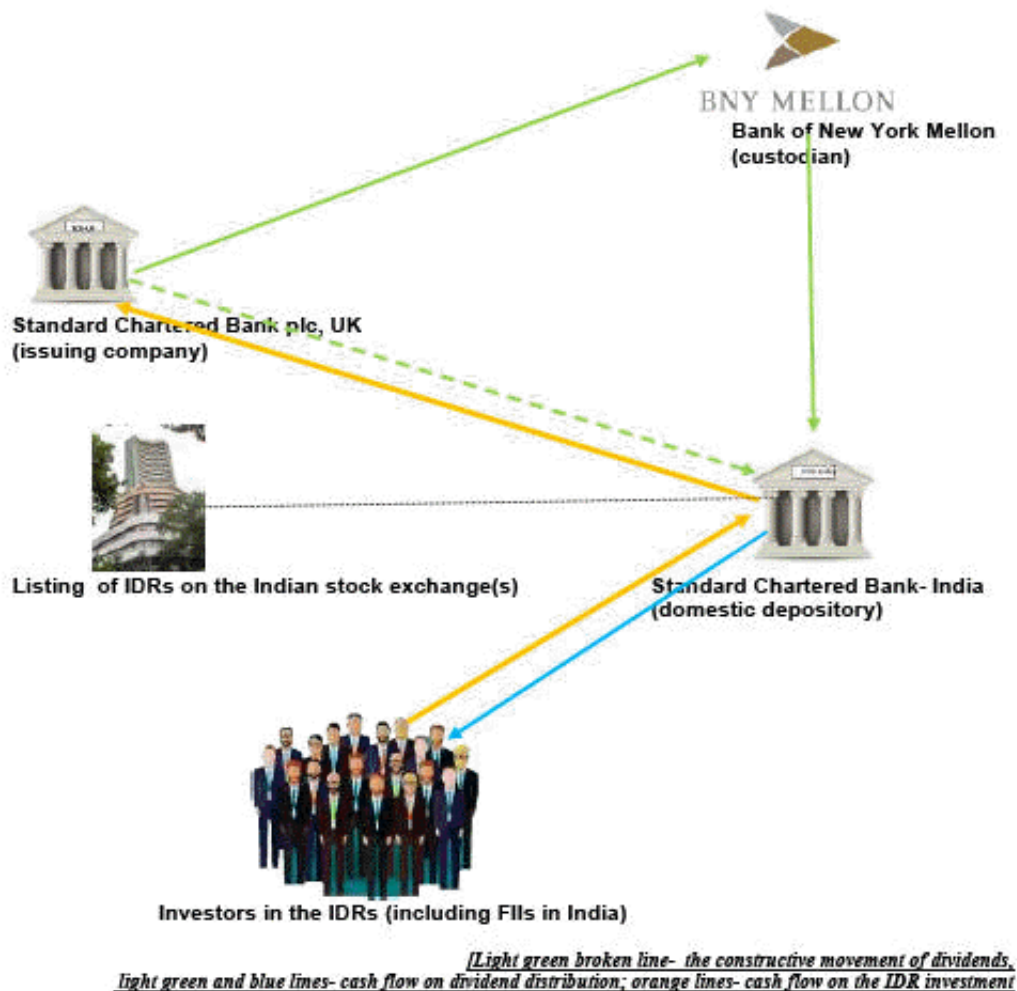 BNY MELLON
Bank of New York Mellon
(custodian)
Standard Chartered Bank plc, UK
(issuing company)
Listing of IDRs on the Indian stock exchange(s)
Standard Chartered Bank- India
(domestic depository)
Investors in the IDRs (including FIIs in India)
[Light green broken line- the constructive movement of dividends,
light green and blue lines- cash flow on dividend distribution; orange lines- cash flow on the IDR investment